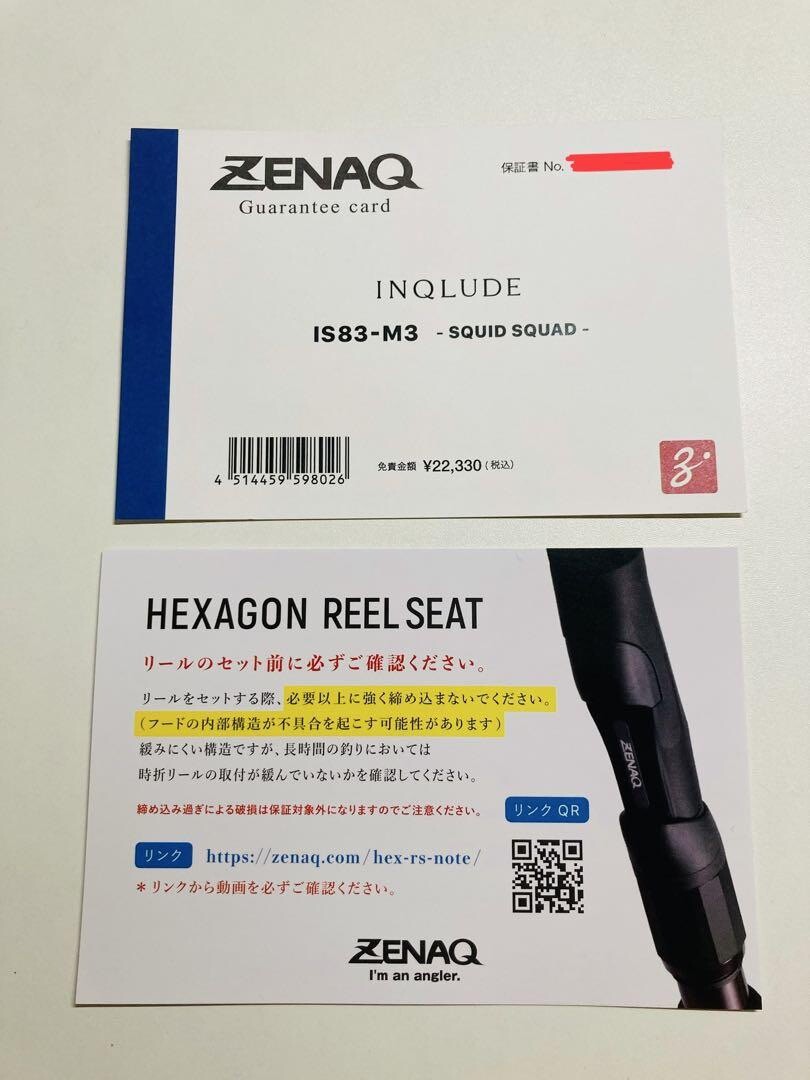 ZENAQ
Guarantee card
保証書 No.
INQLUDE
IS83-M3 - SQUID SQUAD -
4 514459 598026
免責金額 ¥22,330 (税込)
HEXAGON REEL SEAT
リールのセット前に必ずご確認ください。
リールをセットする際、必要以上に強く締め込まないでください。
(フードの内部構造が不具合を起こす可能性があります)
緩みにくい構造ですが、長時間の釣りにおいては
時折リールの取付が緩んでいないかを確認してください。
締め込み過ぎによる破損は保証対象外になりますのでご注意ください。
リンク QR
リンク https://zenaq.com/hex-rs-note/
*リンクから動画を必ずご確認ください。
ZENAQ
ZENAQ
I'm an angler.